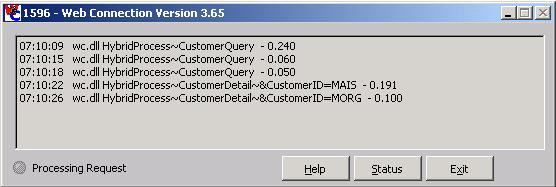 1596 - Web Connection Version 3.65
07:10:09 wc.dll HybridProcess~CustomerQuery - 0.240
07:10:15 wc.dll HybridProcess~CustomerQuery - 0.060
07:10:18 wc.dll HybridProcess~CustomerQuery - 0.050
07:10:22 wc.dll HybridProcess~CustomerDetail~&CustomerID=MAIS - 0.191
07:10:26 wc.dll HybridProcess~CustomerDetail~&CustomerID=MORG - 0.100
Processing Request Help Status Exit